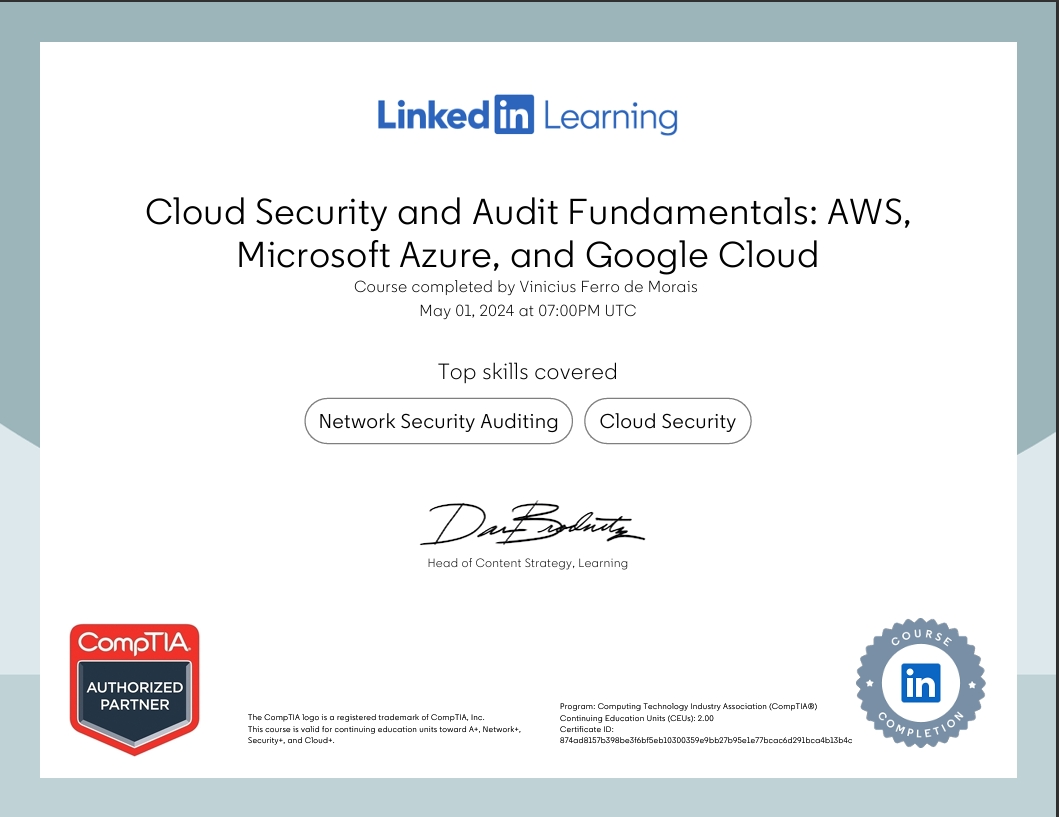 Linkedin Learning
Cloud Security and Audit Fundamentals: AWS,
Microsoft Azure, and Google Cloud
Course completed by Vinicius Ferro de Morais
May 01, 2024 at 07:00PM UTC
Top skills covered
Network Security Auditing
Cloud Security
Dan Brodnitz
Head of Content Strategy, Learning
CompTIA.
AUTHORIZED
PARTNER
The CompTIA logo is a registered trademark of CompTIA, Inc.
This course is valid for continuing education units toward A+, Network+,
Security+, and Cloud+.
Program: Computing Technology Industry Association (CompTIA®)
Continuing Education Units (CEUs): 2.00
Certificate ID:
874ad8157b398be3f6bf5eb10300359e9bb27b95e1e77bcac6d291bca4b13b4c
COURSE
in
COMPLETION